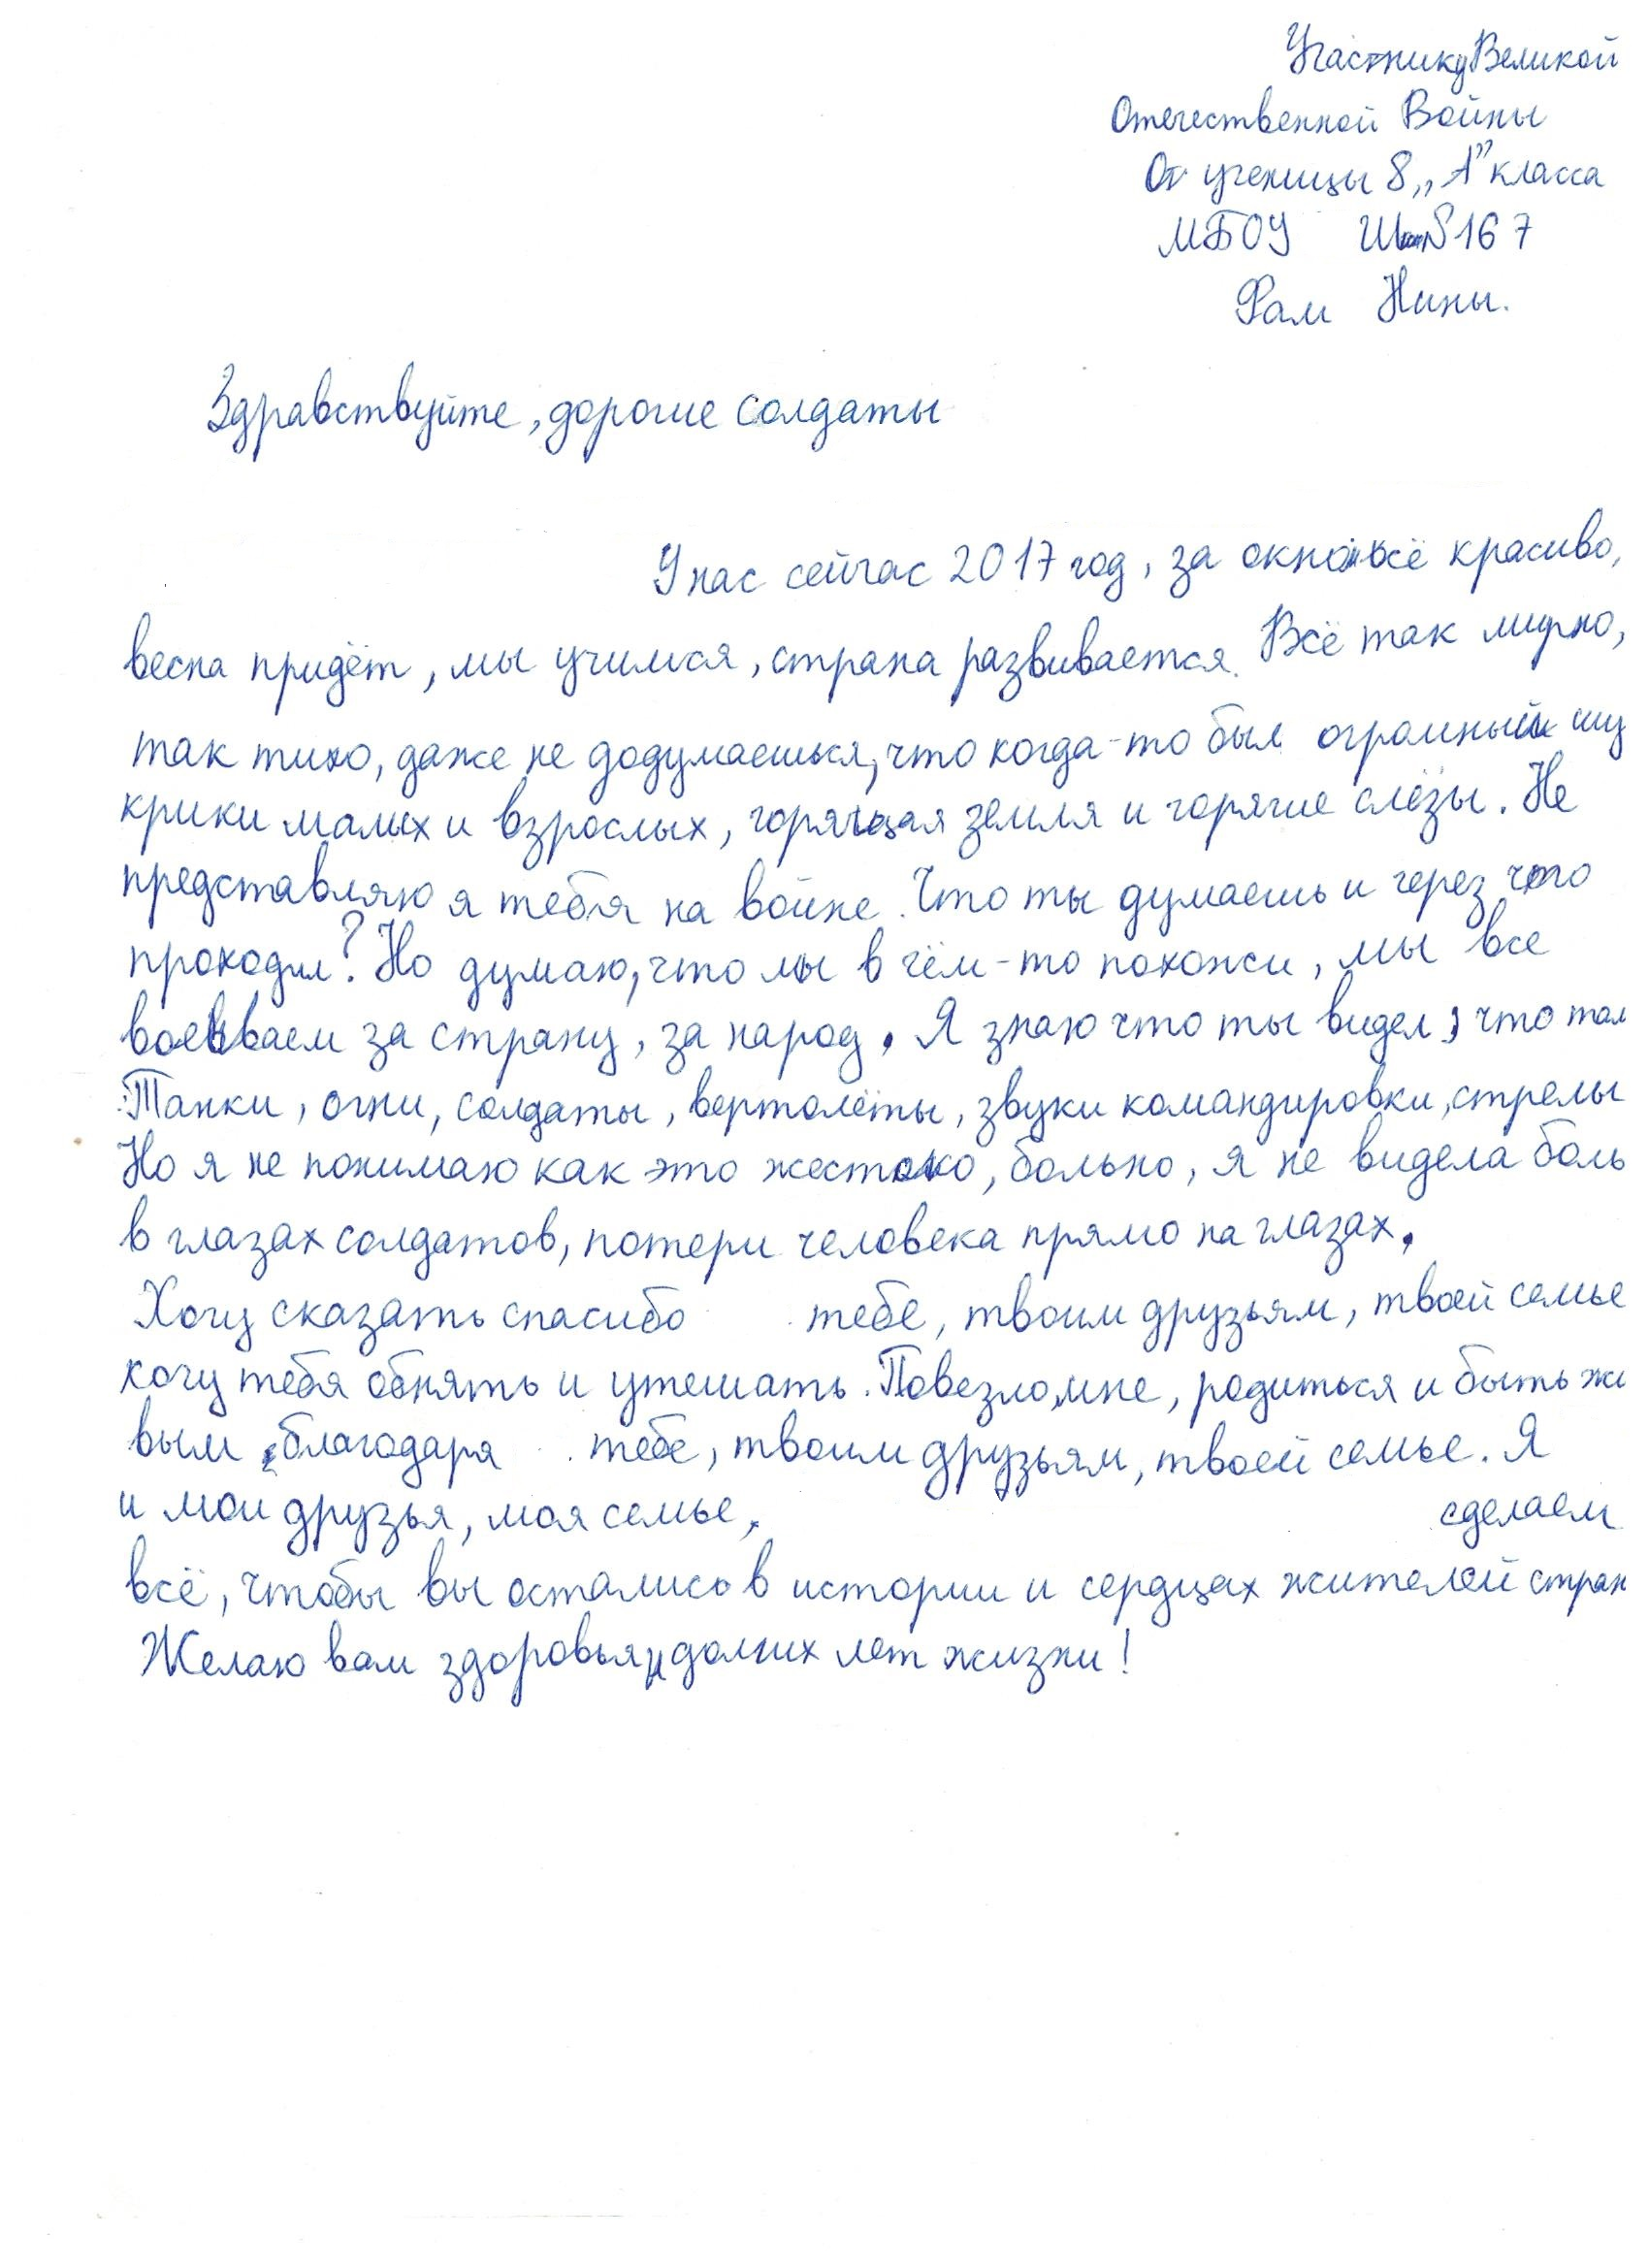 Участнику Великой
Отечественной Войны
От ученицы 8 „А" класса
МБОУ №167
Фам Нины.
Здравствуйте, дорогие солдаты
У нас сейчас 2017 год, за окном всё красиво,
весна придёт, мы учимся, страна развивается. Всё так мирно,
так тихо, даже не додумаешься, что когда-то был огромный шу
крики малых и взрослых, горящая земля и горячие слёзы. Не
представляю я тебя на войне. Что ты думаешь и через чего
проходил? Но думаю, что мы в чём-то похожи, мы все
воевваем за страну, за народ. Я знаю что ты видел, что там
Танки, огни, солдаты, вертолёты, звуки командировки, стрелы
Но я не понимаю как это жестоко, больно, я не видела боль
в глазах солдатов, потери человека прямо на глазах.
Хочу сказать спасибо тебе, твоим друзьям, твоей семье
хочу тебя обнять и утешать. Повезло мне, родиться и быть жи
вым благодаря тебе, твоим друзьям, твоей семье. Я
и мои друзья, моя семье, сделаем
всё, чтобы вы остались в истории и сердцах жителей стран
Желаю вам здоровья и долгих лет жизни!